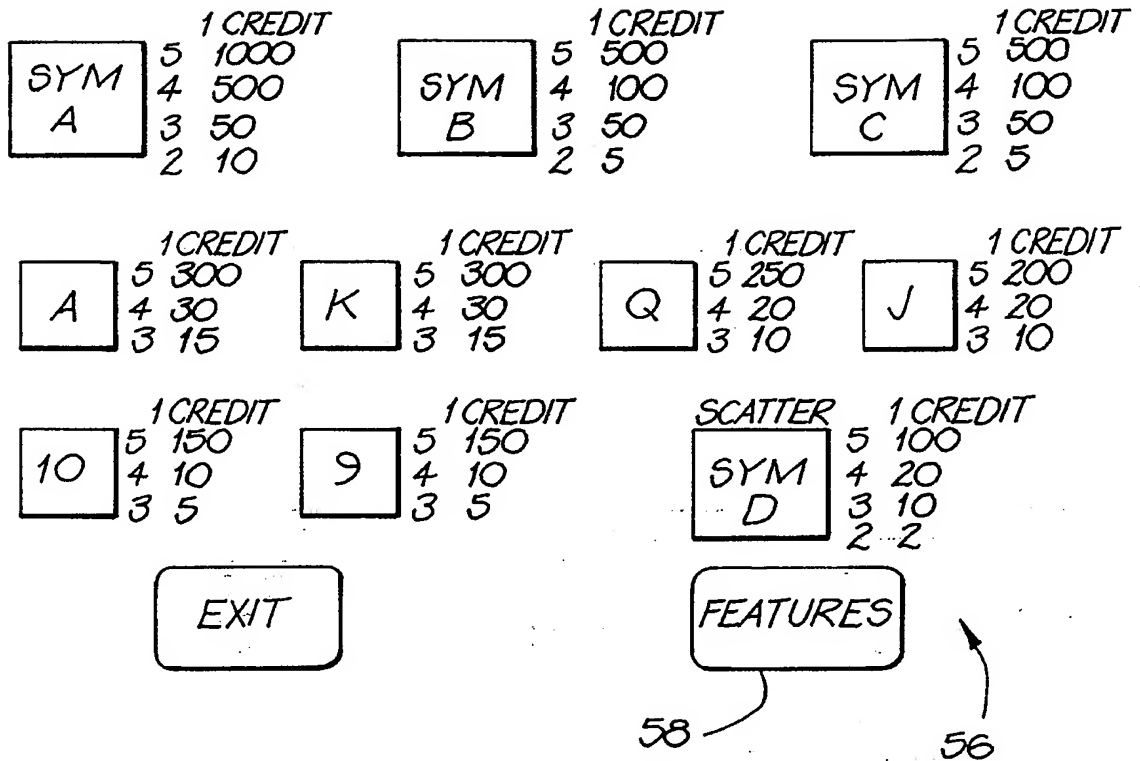 1 CREDIT
SYM A
5 1000
4 500
3 50
2 10
1 CREDIT
SYM B
5 500
4 100
3 50
2 5
1 CREDIT
SYM C
5 500
4 100
3 50
2 5
1 CREDIT
A
5 300
4 30
3 15
1 CREDIT
K
5 300
4 30
3 15
1 CREDIT
Q
5 250
4 20
3 10
1 CREDIT
J
5 200
4 20
3 10
1 CREDIT
10
5 150
4 10
3 5
1 CREDIT
9
5 150
4 10
3 5
SCATTER 1 CREDIT
SYM D
5 100
4 20
3 10
2 2
EXIT
FEATURES
58
56